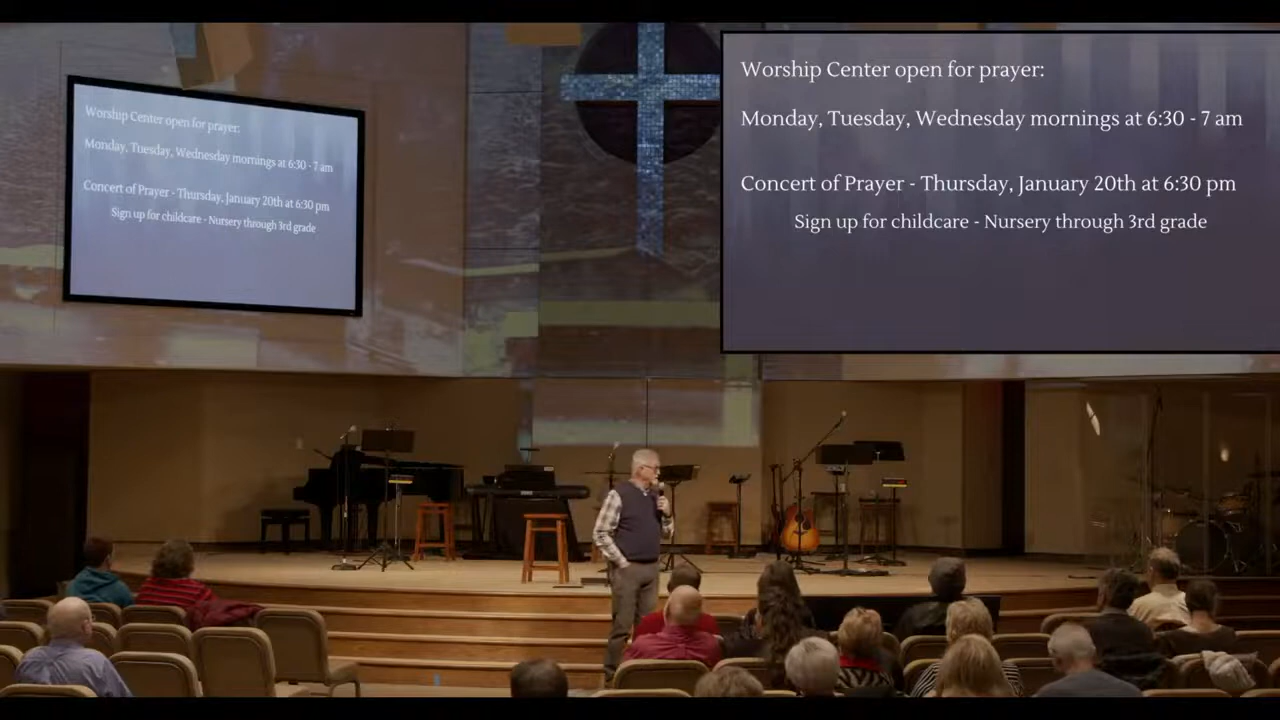 Worship Center open for prayer:
Monday, Tuesday, Wednesday mornings at 6:30 - 7 am
Concert of Prayer - Thursday, January 20th at 6:30 pm
Sign up for childcare - Nursery through 3rd grade
Worship Center open for prayer:
Monday, Tuesday, Wednesday mornings at 6:30 - 7 am
Concert of Prayer - Thursday, January 20th at 6:30 pm
Sign up for childcare - Nursery through 3rd grade